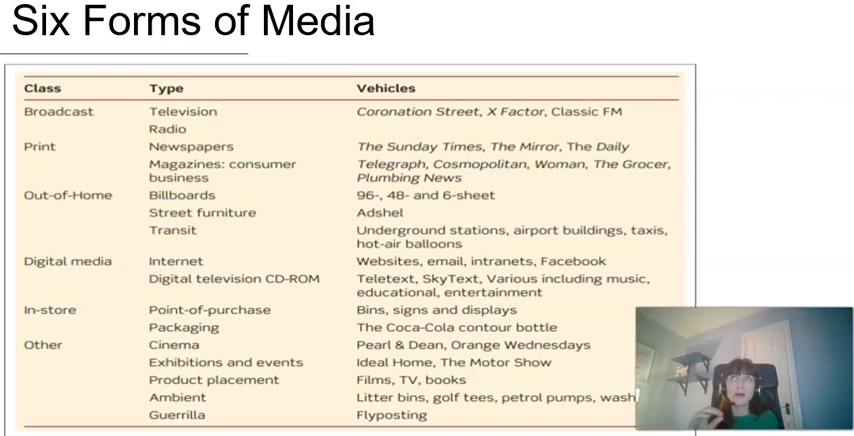 Six Forms of Media
Class Type Vehicles
Broadcast Television Coronation Street, X Factor, Classic FM
Radio
Print Newspapers The Sunday Times, The Mirror, The Daily
Magazines: consumer Telegraph, Cosmopolitan, Woman, The Grocer,
business Plumbing News
Out-of-Home Billboards 96-, 48- and 6-sheet
Street furniture Adshel
Transit Underground stations, airport buildings, taxis,
hot-air balloons
Digital media Internet Websites, email, intranets, Facebook
Digital television CD-ROM Teletext, SkyText, Various including music,
educational, entertainment
In-store Point-of-purchase Bins, signs and displays
Packaging The Coca-Cola contour bottle
Other Cinema Pearl & Dean, Orange Wednesdays
Exhibitions and events Ideal Home, The Motor Show
Product placement Films, TV, books
Ambient Litter bins, golf tees, petrol pumps, wash
Guerrilla Flyposting